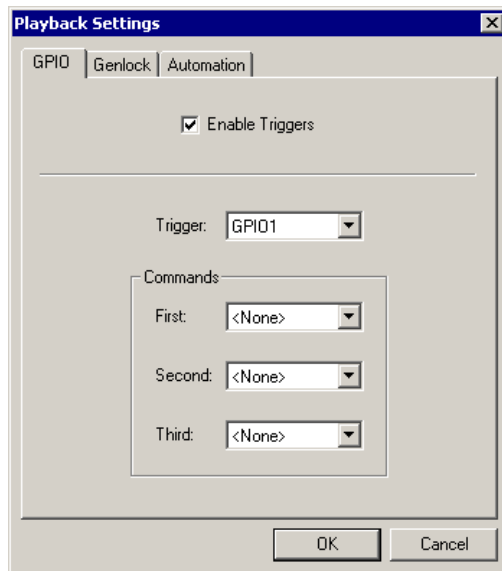 Playback Settings
GPIO Genlock Automation
Enable Triggers
Trigger: GPIO1
Commands
First: <None>
Second: <None>
Third: <None>
OK Cancel